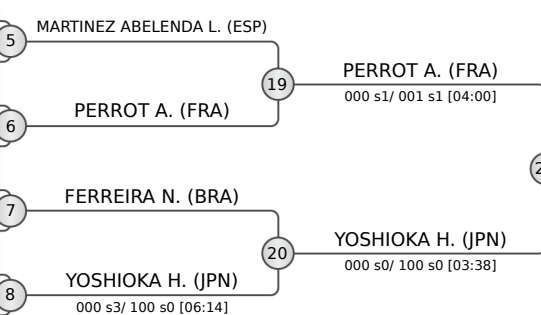 5 MARTINEZ ABELENDA L. (ESP)
19 PERROT A. (FRA)
000 s1/ 001 s1 [04:00]
6 PERROT A. (FRA)
7 FERREIRA N. (BRA)
20 YOSHIOKA H. (JPN)
000 s0/ 100 s0 [03:38]
8 YOSHIOKA H. (JPN)
000 s3/ 100 s0 [06:14]